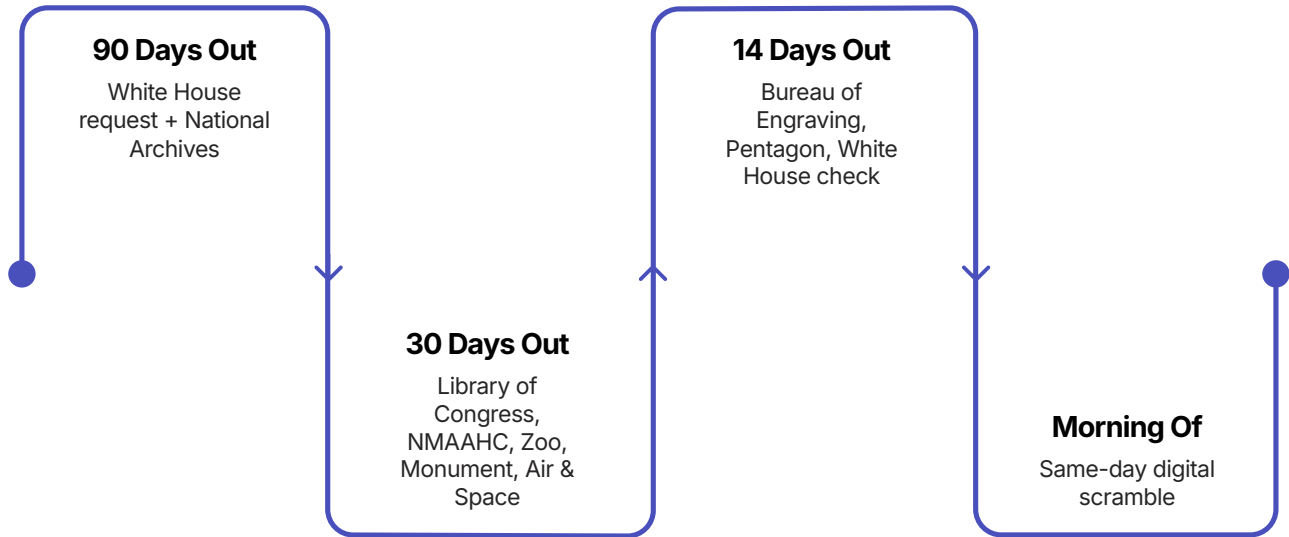 90 Days Out
White House
request + National
Archives
30 Days Out
Library of
Congress,
NMAAHC, Zoo,
Monument, Air &
Space
14 Days Out
Bureau of
Engraving,
Pentagon, White
House check
Morning Of
Same-day digital
scramble